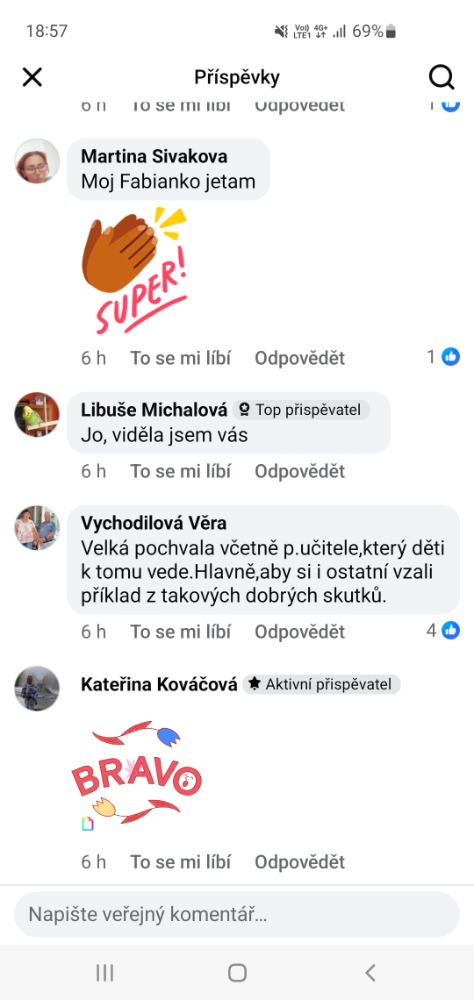 18:57
Vo)) LTE1 4G+ 69%
Příspěvky
6 h To se mi líbí Odpovědět 1
Martina Sivakova
Moj Fabianko jetam
SUPER!
6 h To se mi líbí Odpovědět 1
Libuše Michalová Top přispěvatel
Jo, viděla jsem vás
6 h To se mi líbí Odpovědět
Vychodilová Věra
Velká pochvala včetně p.učitele,který děti
k tomu vede.Hlavně,aby si i ostatní vzali
příklad z takových dobrých skutků.
6 h To se mi líbí Odpovědět 4
Kateřina Kováčová Aktivní přispěvatel
BRAVO
6 h To se mi líbí Odpovědět
Napište veřejný komentář...